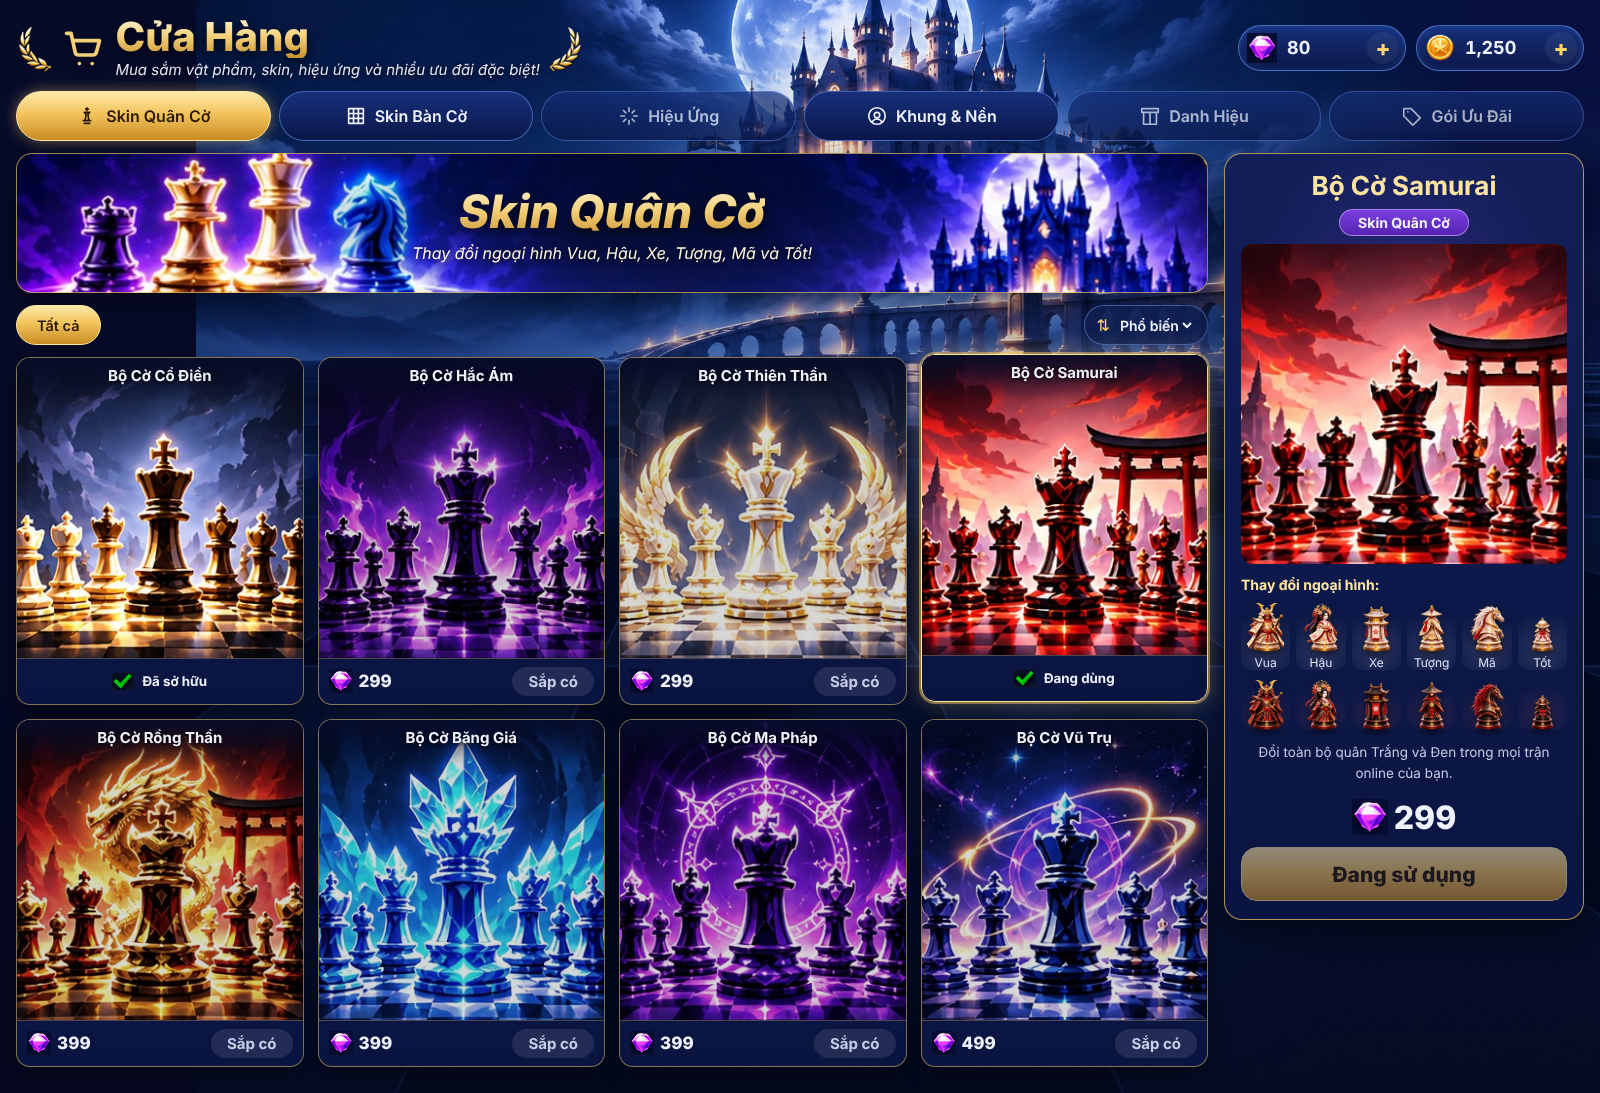 Cửa Hàng
Mua sắm vật phẩm, skin, hiệu ứng và nhiều ưu đãi đặc biệt!
80 +
1,250 +
Skin Quân Cờ
Skin Bàn Cờ
Hiệu Ứng
Khung & Nền
Danh Hiệu
Gói Ưu Đãi
Skin Quân Cờ
Thay đổi ngoại hình Vua, Hậu, Xe, Tượng, Mã và Tốt!
Tất cả
Phổ biến
Bộ Cờ Cổ Điển
Bộ Cờ Hắc Ám
Bộ Cờ Thiên Thần
Bộ Cờ Samurai
Đã sở hữu
299 Sắp có
299 Sắp có
Đang dùng
Bộ Cờ Rồng Thần
Bộ Cờ Băng Giá
Bộ Cờ Ma Pháp
Bộ Cờ Vũ Trụ
399 Sắp có
399 Sắp có
399 Sắp có
499 Sắp có
Bộ Cờ Samurai
Skin Quân Cờ
Thay đổi ngoại hình:
Vua Hậu Xe Tượng Mã Tốt
Đổi toàn bộ quân Trắng và Đen trong mọi trận
online của bạn.
299
Đang sử dụng